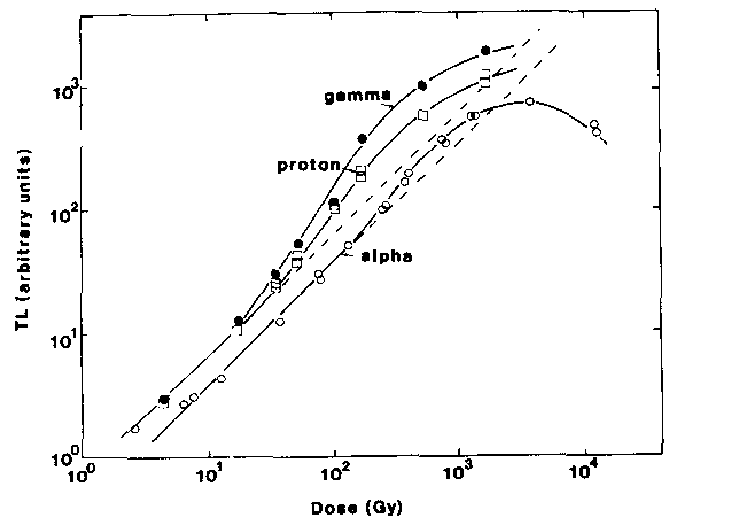 10³
gamma
proton
10²
alpha
TL (arbitrary units)
10¹
10⁰
10⁰ 10¹ 10² 10³ 10⁴
Dose (Gy)